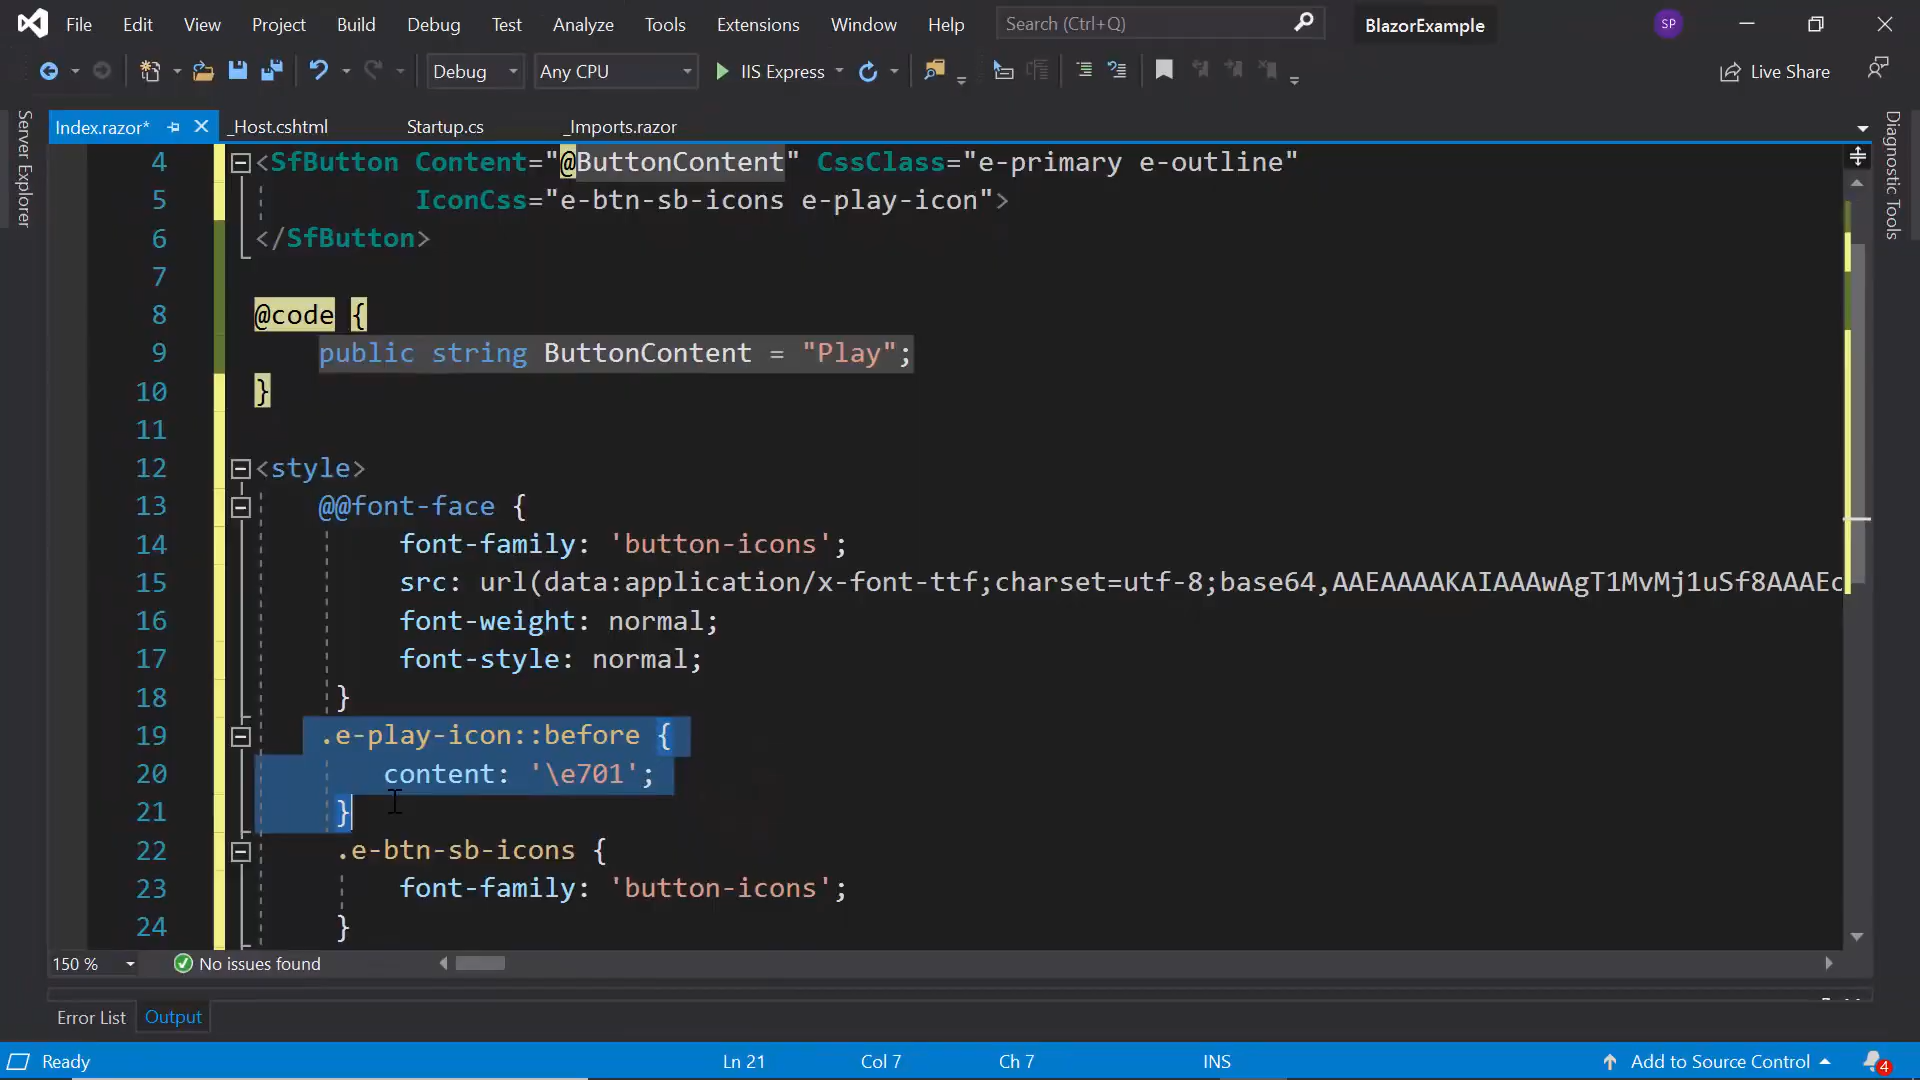 File Edit View Project Build Debug Test Analyze Tools Extensions Window Help Search (Ctrl+Q) BlazorExample SP
Debug Any CPU IIS Express Live Share
Server Explorer
Index.razor* _Host.cshtml Startup.cs _Imports.razor
Diagnostic Tools
4 <SfButton Content="@ButtonContent" CssClass="e-primary e-outline"
5 IconCss="e-btn-sb-icons e-play-icon">
6 </SfButton>
7
8 @code {
9 public string ButtonContent = "Play";
10 }
11
12 <style>
13 @@font-face {
14 font-family: 'button-icons';
15 src: url(data:application/x-font-ttf;charset=utf-8;base64,AAEAAAAKAIAAAwAgT1MvMj1uSf8AAAEc
16 font-weight: normal;
17 font-style: normal;
18 }
19 .e-play-icon::before {
20 content: '\e701';
21 }
22 .e-btn-sb-icons {
23 font-family: 'button-icons';
24 }
150 % No issues found
Error List Output
Ready Ln 21 Col 7 Ch 7 INS Add to Source Control 4